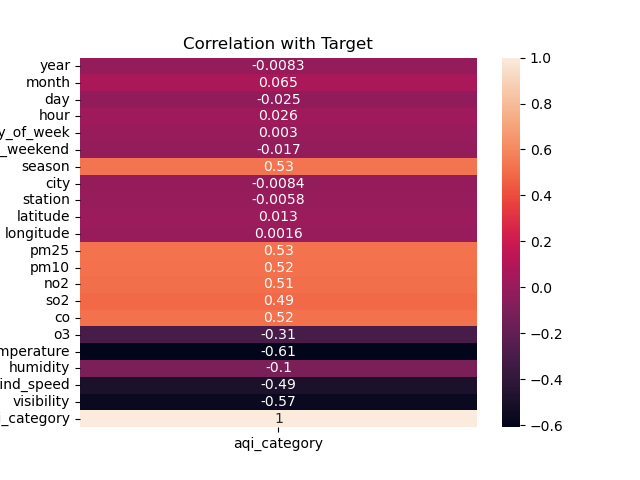 Correlation with Target
year -0.0083
month 0.065
day -0.025
hour 0.026
y_of_week 0.003
_weekend -0.017
season 0.53
city -0.0084
station -0.0058
latitude 0.013
longitude 0.0016
pm25 0.53
pm10 0.52
no2 0.51
so2 0.49
co 0.52
o3 -0.31
mperature -0.61
humidity -0.1
ind_speed -0.49
visibility -0.57
i_category 1
aqi_category
1.0
0.8
0.6
0.4
0.2
0.0
−0.2
−0.4
−0.6